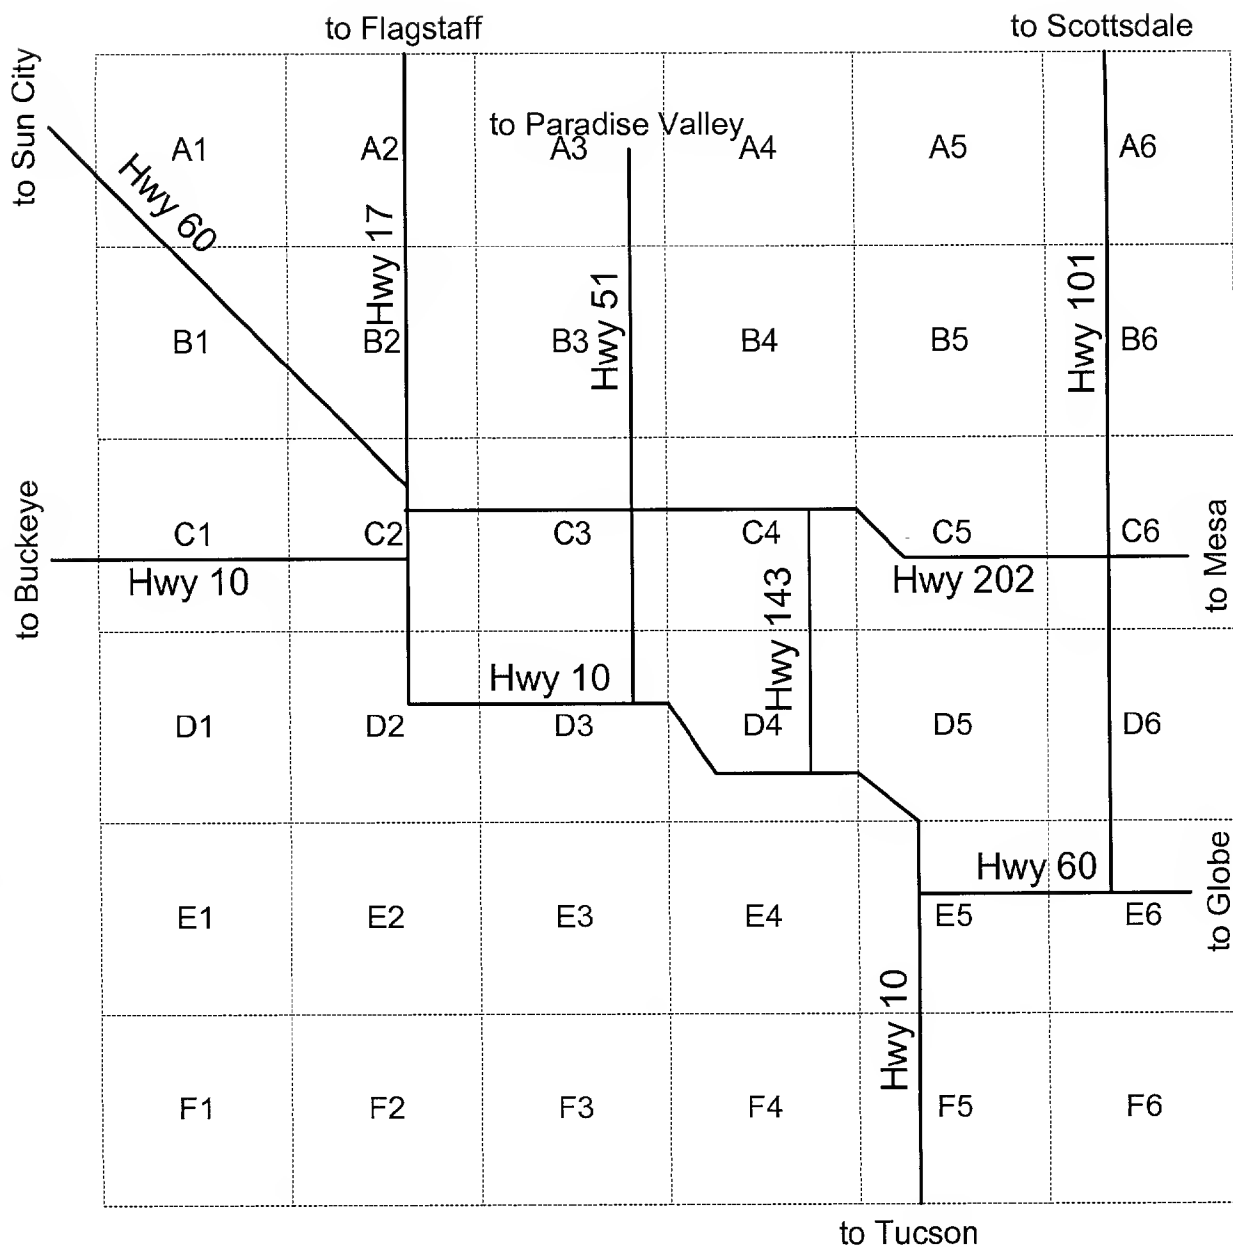 to Flagstaff
to Scottsdale
to Sun City
to Paradise Valley
A1
A2
A3
A4
A5
A6
Hwy 60
Hwy 17
Hwy 51
Hwy 101
B1
B2
B3
B4
B5
B6
to Buckeye
C1
C2
C3
C4
C5
C6
to Mesa
Hwy 10
Hwy 143
Hwy 202
Hwy 10
D1
D2
D3
D4
D5
D6
Hwy 60
to Globe
E1
E2
E3
E4
E5
E6
Hwy 10
F1
F2
F3
F4
F5
F6
to Tucson